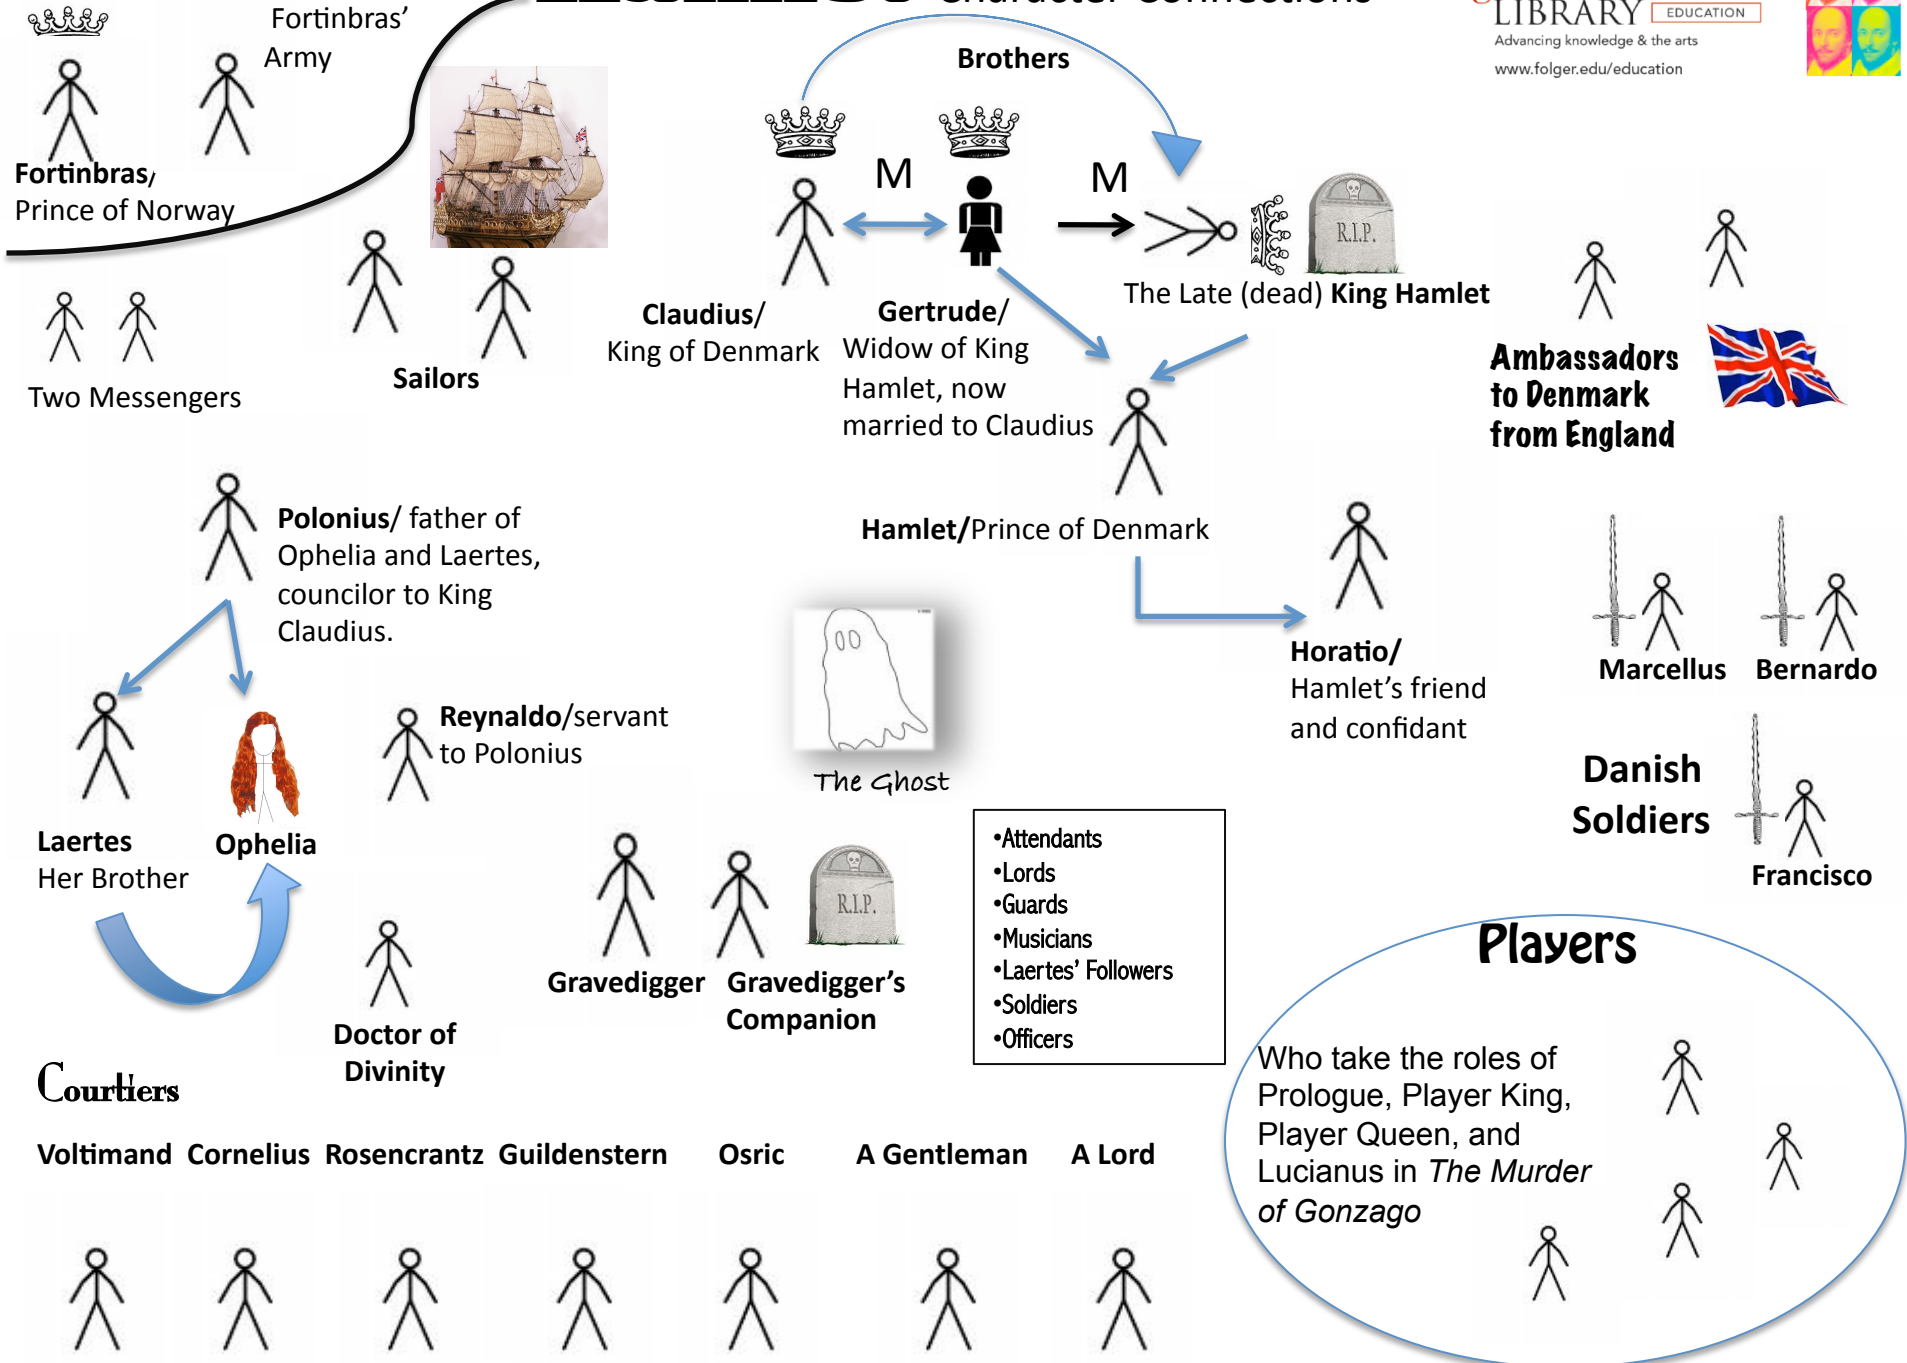 Fortinbras'
Army
Character Connections
LIBRARY EDUCATION
Advancing knowledge & the arts
www.folger.edu/education
Brothers
Fortinbras/
Prince of Norway
M
M
R.I.P.
The Late (dead) King Hamlet
Claudius/
King of Denmark
Gertrude/
Widow of King
Hamlet, now
married to Claudius
Two Messengers
Sailors
Ambassadors
to Denmark
from England
Polonius/ father of
Ophelia and Laertes,
councilor to King
Claudius.
Hamlet/Prince of Denmark
Horatio/
Hamlet's friend
and confidant
Marcellus
Bernardo
Reynaldo/servant
to Polonius
The Ghost
Danish
Soldiers
Francisco
Laertes
Her Brother
Ophelia
R.I.P.
Gravedigger
Gravedigger's
Companion
•Attendants
•Lords
•Guards
•Musicians
•Laertes' Followers
•Soldiers
•Officers
Doctor of
Divinity
Players
Who take the roles of
Prologue, Player King,
Player Queen, and
Lucianus in The Murder
of Gonzago
Courtiers
Voltimand Cornelius Rosencrantz Guildenstern Osric A Gentleman A Lord